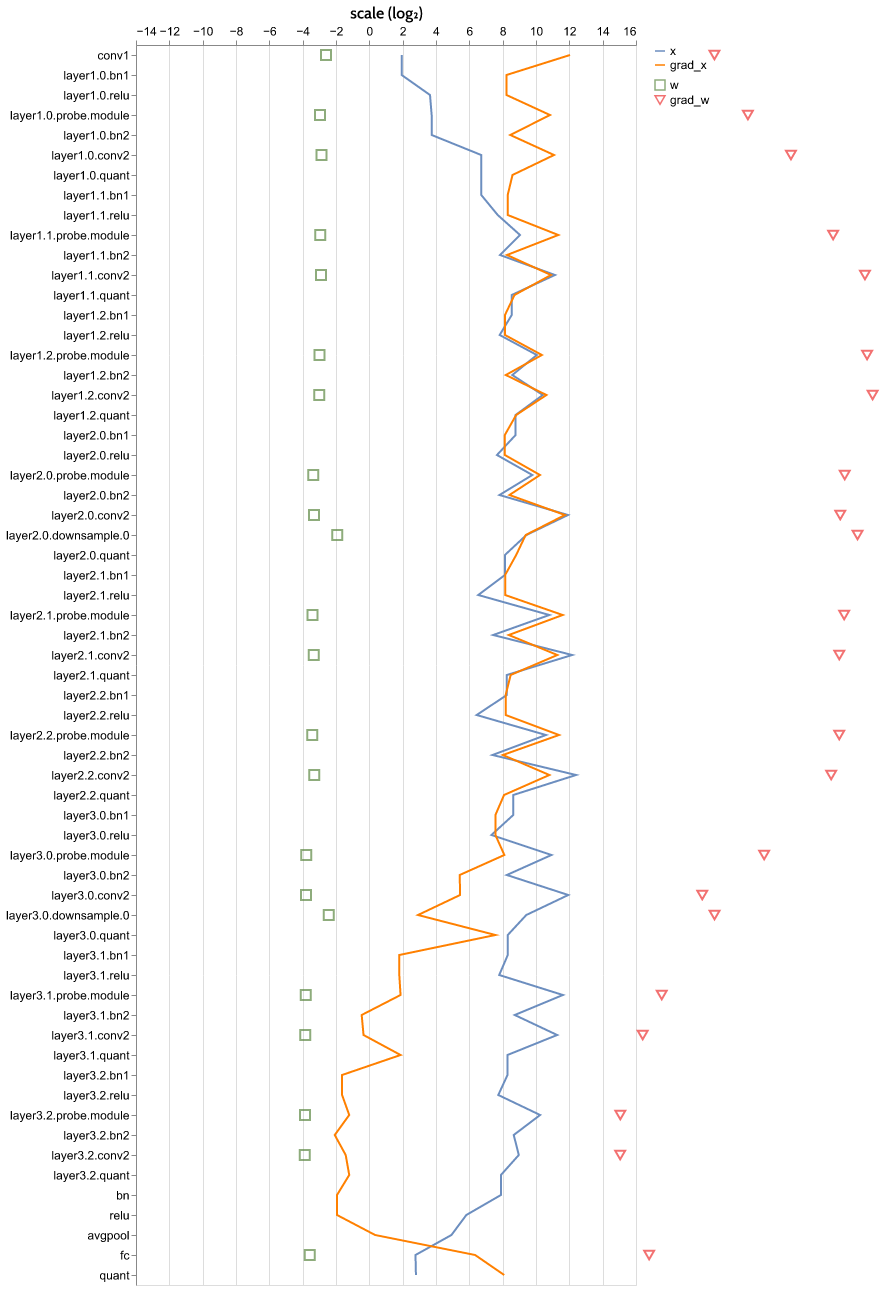 scale (log₂)
−14 −12 −10 −8 −6 −4 −2 0 2 4 6 8 10 12 14 16
x
grad_x
w
grad_w
conv1
layer1.0.bn1
layer1.0.relu
layer1.0.probe.module
layer1.0.bn2
layer1.0.conv2
layer1.0.quant
layer1.1.bn1
layer1.1.relu
layer1.1.probe.module
layer1.1.bn2
layer1.1.conv2
layer1.1.quant
layer1.2.bn1
layer1.2.relu
layer1.2.probe.module
layer1.2.bn2
layer1.2.conv2
layer1.2.quant
layer2.0.bn1
layer2.0.relu
layer2.0.probe.module
layer2.0.bn2
layer2.0.conv2
layer2.0.downsample.0
layer2.0.quant
layer2.1.bn1
layer2.1.relu
layer2.1.probe.module
layer2.1.bn2
layer2.1.conv2
layer2.1.quant
layer2.2.bn1
layer2.2.relu
layer2.2.probe.module
layer2.2.bn2
layer2.2.conv2
layer2.2.quant
layer3.0.bn1
layer3.0.relu
layer3.0.probe.module
layer3.0.bn2
layer3.0.conv2
layer3.0.downsample.0
layer3.0.quant
layer3.1.bn1
layer3.1.relu
layer3.1.probe.module
layer3.1.bn2
layer3.1.conv2
layer3.1.quant
layer3.2.bn1
layer3.2.relu
layer3.2.probe.module
layer3.2.bn2
layer3.2.conv2
layer3.2.quant
bn
relu
avgpool
fc
quant